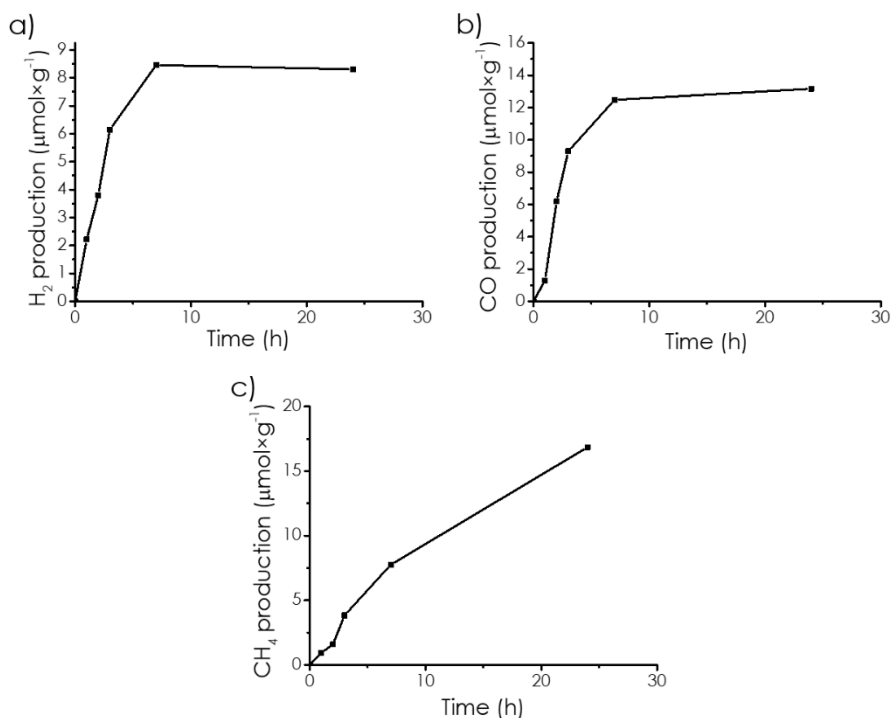 a)
H₂ production (μmol×g⁻¹)
9
8
7
6
5
4
3
2
1
0
0 10 20 30
Time (h)
b)
CO production (μmol×g⁻¹)
16
14
12
10
8
6
4
2
0
0 10 20 30
Time (h)
c)
CH₄ production (μmol×g⁻¹)
20
15
10
5
0
0 10 20 30
Time (h)